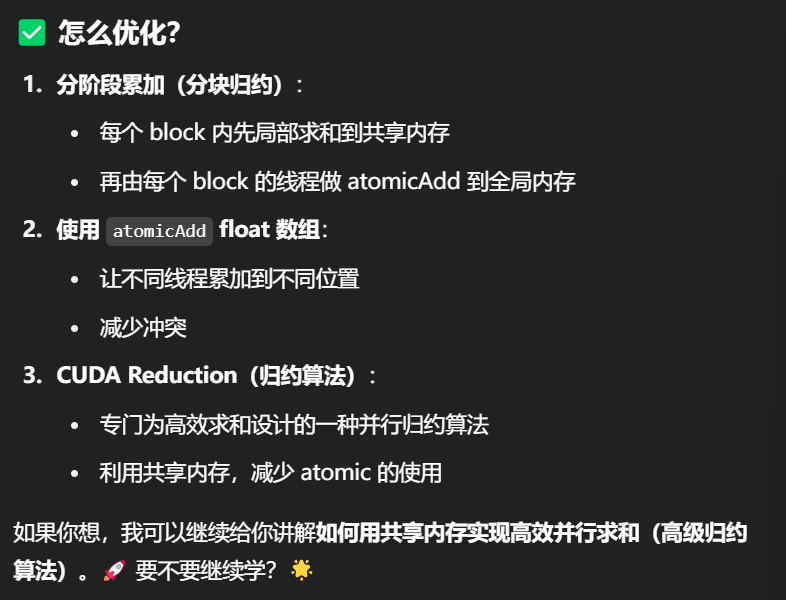 ✅ 怎么优化？
1. 分阶段累加（分块归约）：
• 每个 block 内先局部求和到共享内存
• 再由每个 block 的线程做 atomicAdd 到全局内存
2. 使用 atomicAdd float 数组：
• 让不同线程累加到不同位置
• 减少冲突
3. CUDA Reduction（归约算法）：
• 专门为高效求和设计的一种并行归约算法
• 利用共享内存，减少 atomic 的使用
如果你想，我可以继续给你讲解如何用共享内存实现高效并行求和（高级归约
算法）。🚀 要不要继续学？🌟